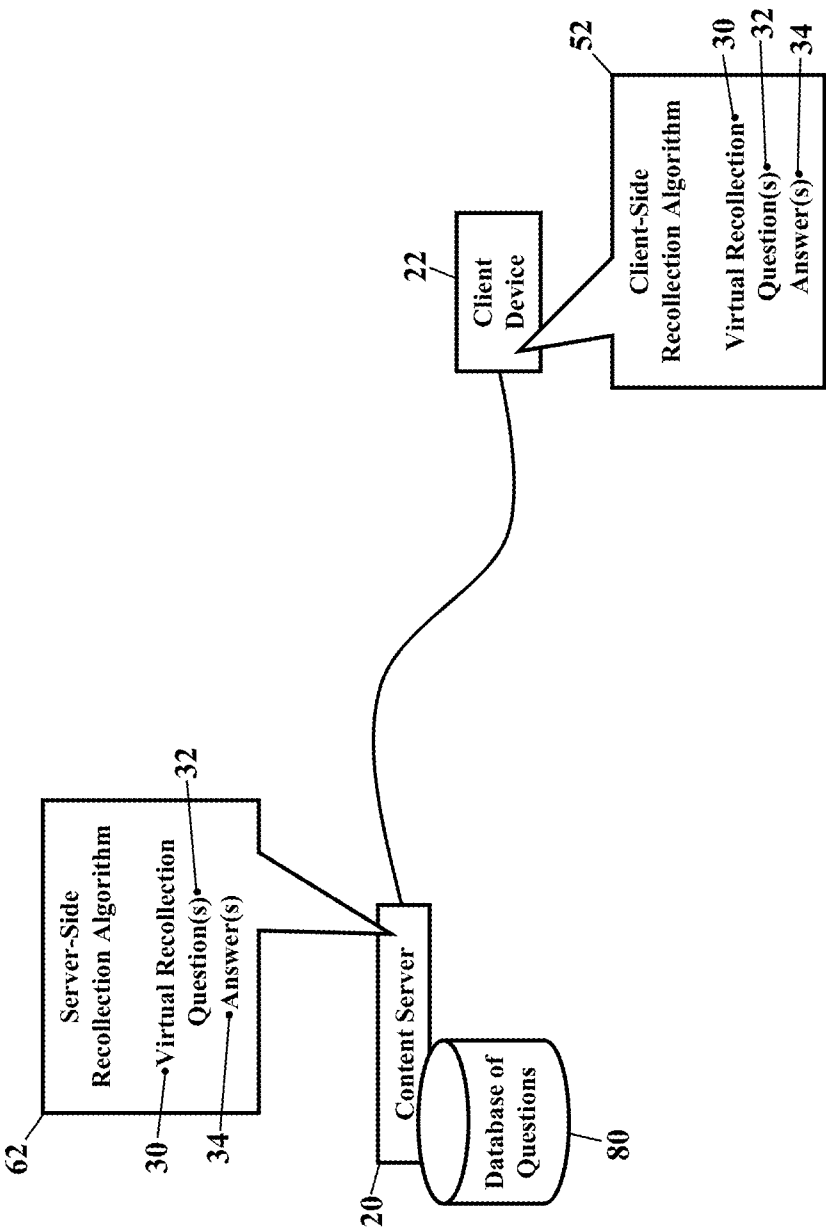 62
Server-Side
Recollection Algorithm
30
Virtual Recollection
Question(s)
32
34
Answer(s)
20
Content Server
Database of
Questions
80
22
Client
Device
52
Client-Side
Recollection Algorithm
Virtual Recollection
30
Question(s)
32
Answer(s)
34